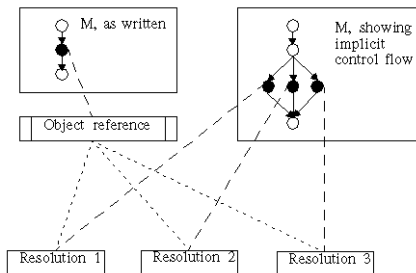 M, as written
M, showing
implicit
control flow
Object reference
Resolution 1
Resolution 2
Resolution 3